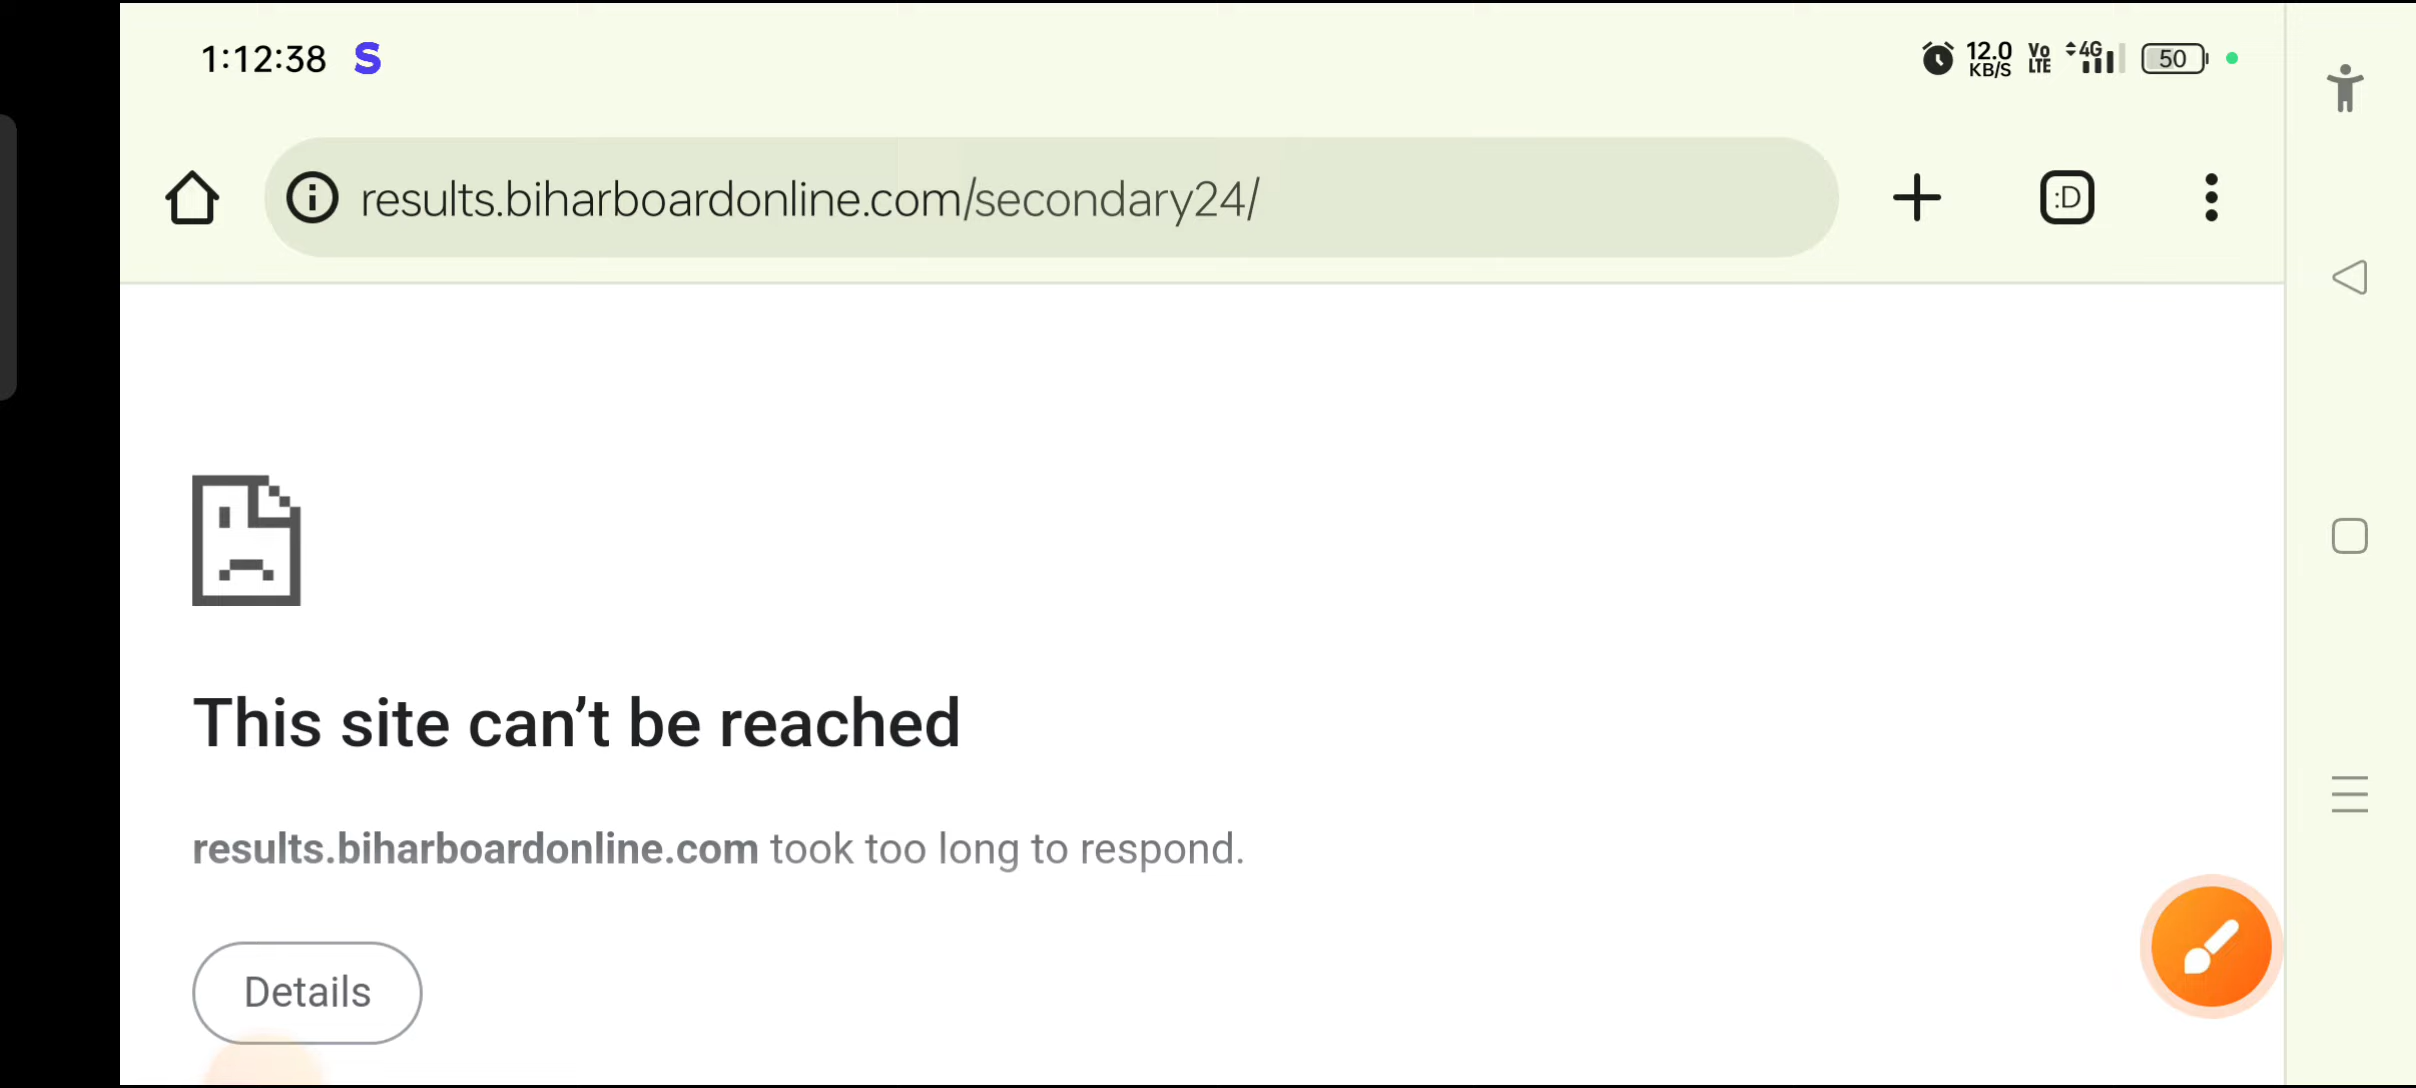 1:12:38 S 12.0 KB/S Vo LTE 4G 50
results.biharboardonline.com/secondary24/ :D
This site can’t be reached
results.biharboardonline.com took too long to respond.
Details